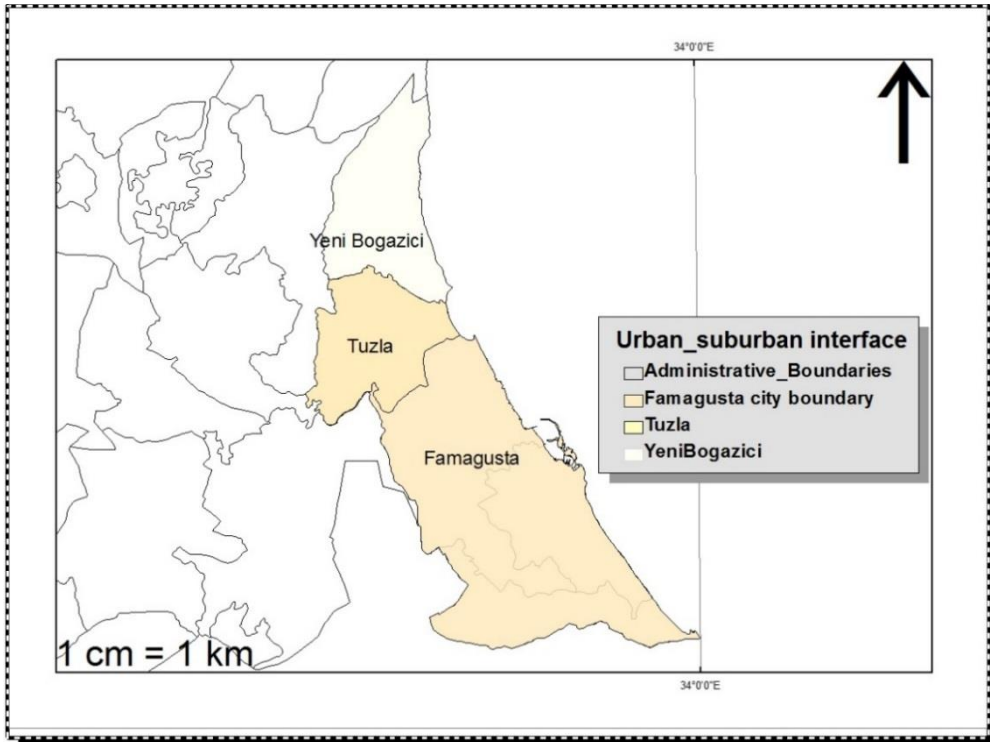 34°0'0"E
Yeni Bogazici
Tuzla
Famagusta
Urban_suburban interface
Administrative_Boundaries
Famagusta city boundary
Tuzla
YeniBogazici
1 cm = 1 km
34°0'0"E